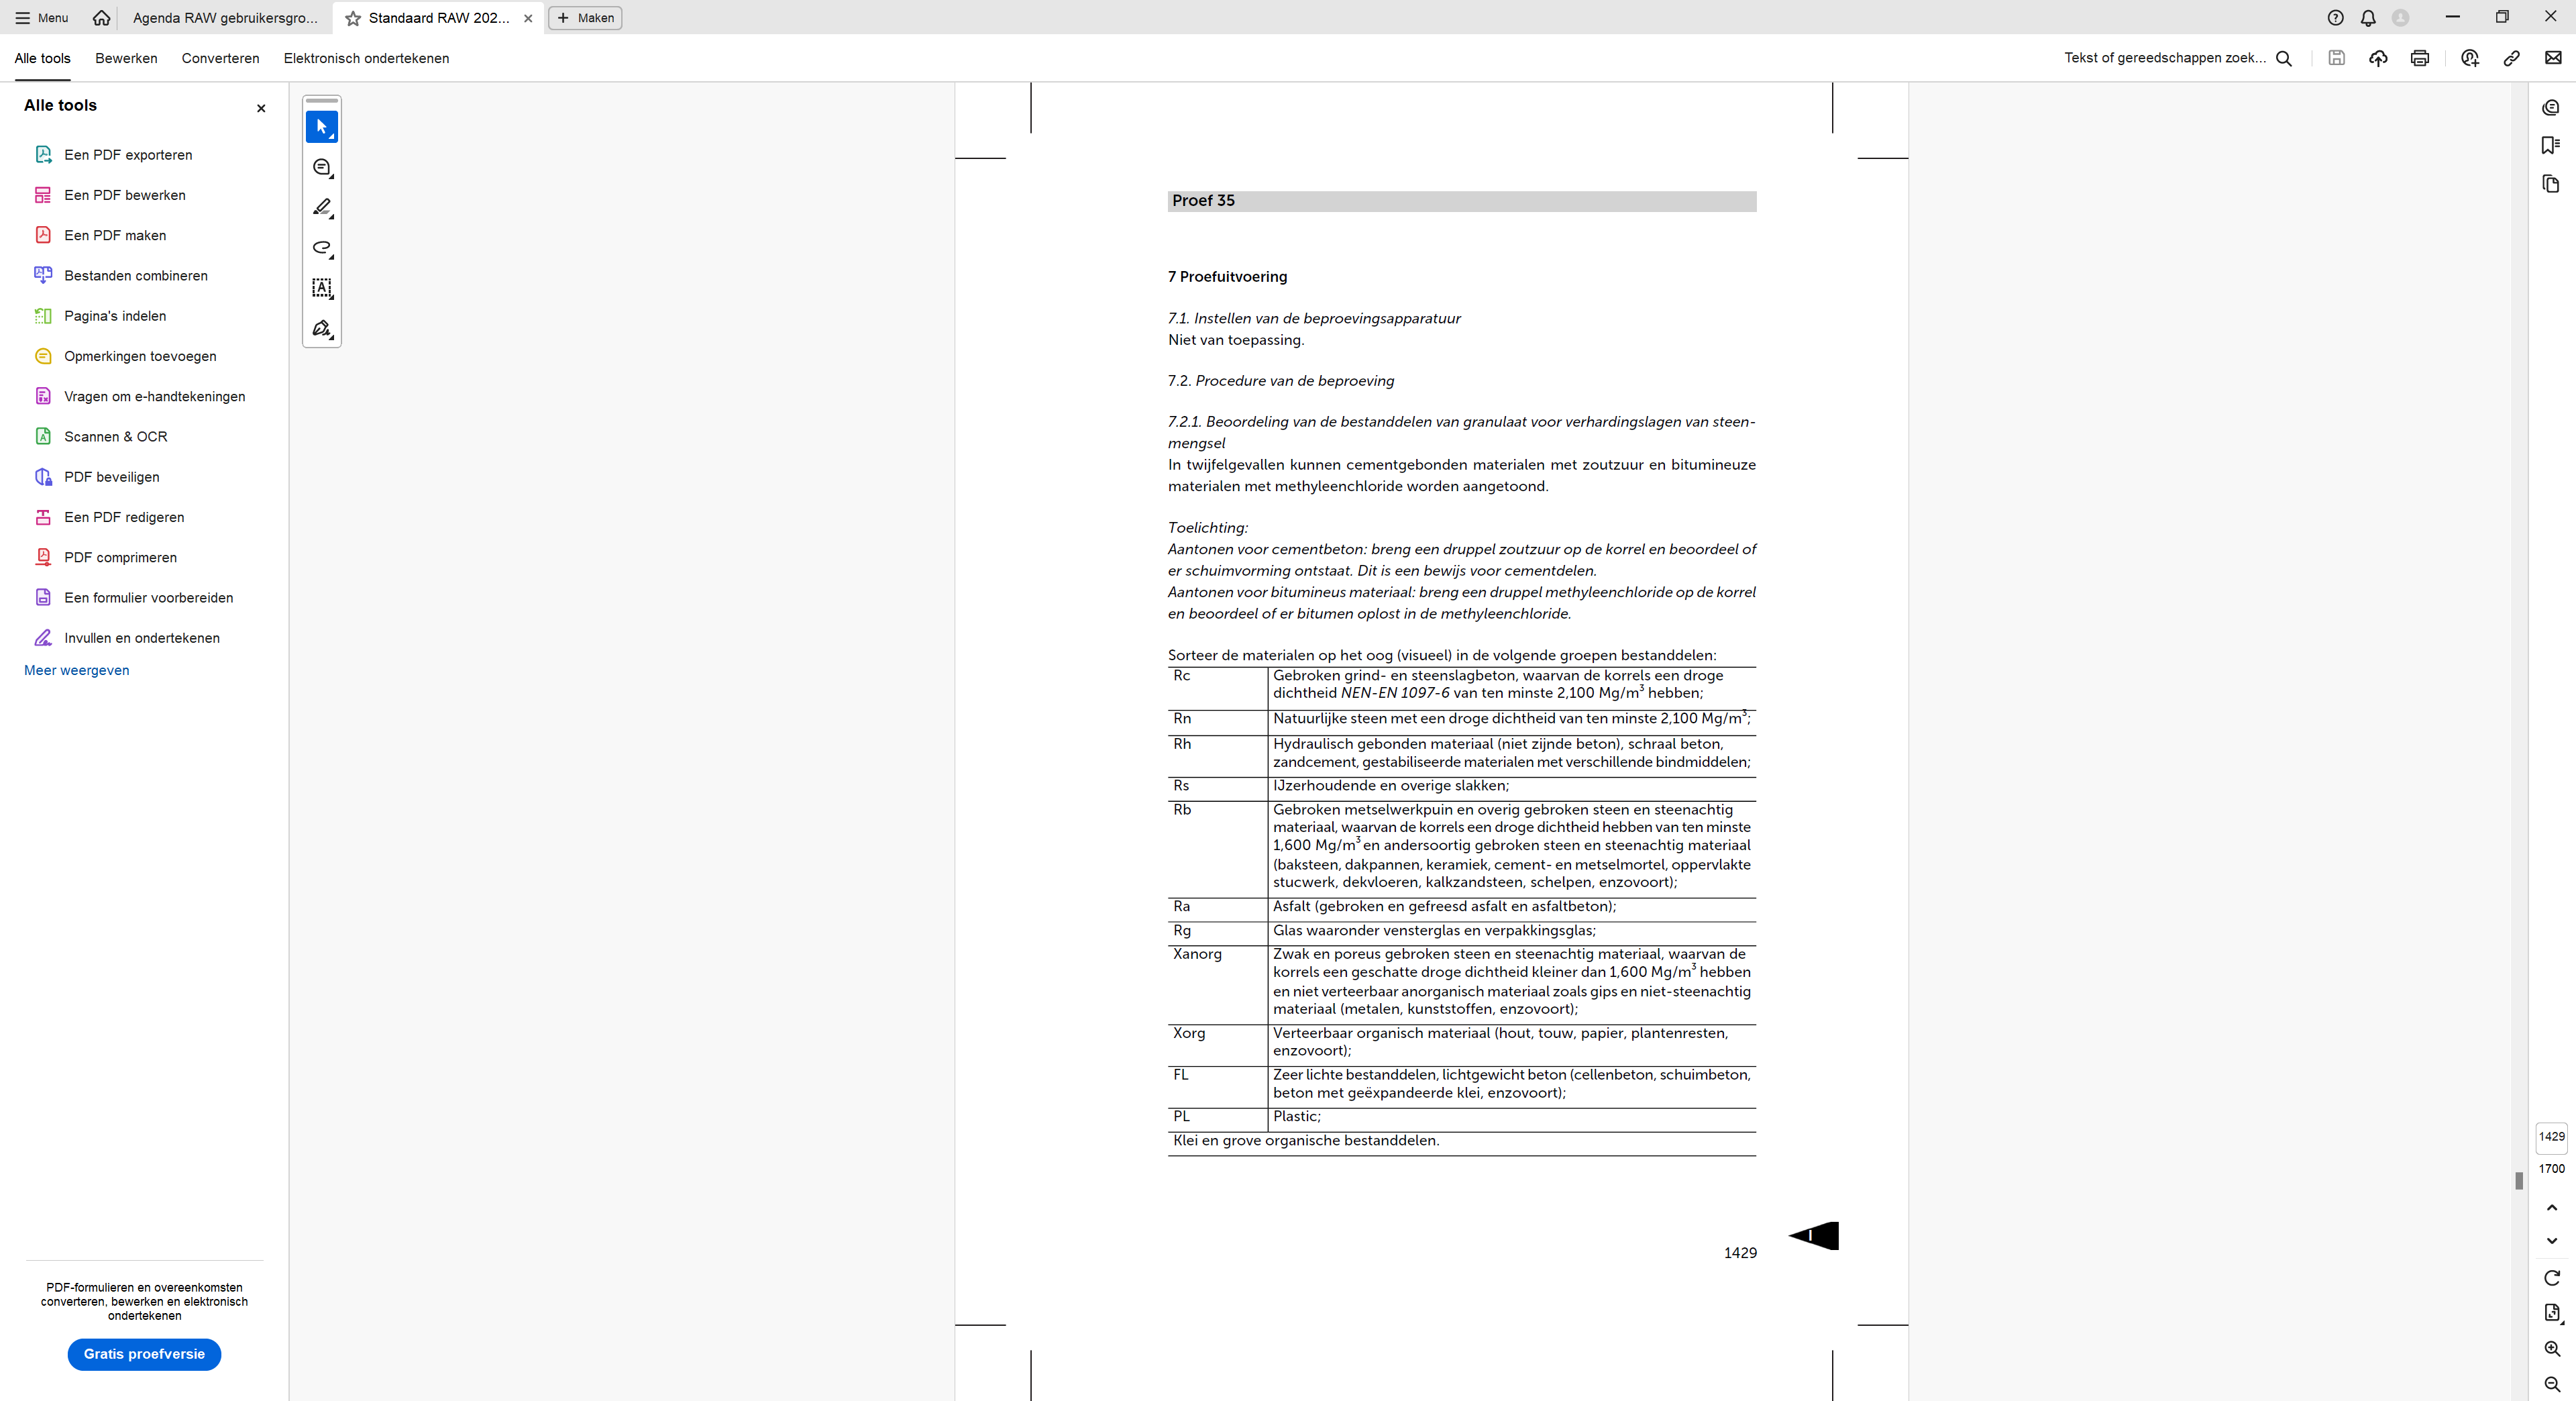 Menu
Agenda RAW gebruikersgro...
Standaard RAW 202...
Maken
Alle tools
Bewerken
Converteren
Elektronisch ondertekenen
Tekst of gereedschappen zoek...
Alle tools
Een PDF exporteren
Een PDF bewerken
Een PDF maken
Bestanden combineren
Pagina's indelen
Opmerkingen toevoegen
Vragen om e-handtekeningen
Scannen & OCR
PDF beveiligen
Een PDF redigeren
PDF comprimeren
Een formulier voorbereiden
Invullen en ondertekenen
Meer weergeven
PDF-formulieren en overeenkomsten
converteren, bewerken en elektronisch
ondertekenen
Gratis proefversie
Proef 35
7 Proefuitvoering
7.1. Instellen van de beproevingsapparatuur
Niet van toepassing.
7.2. Procedure van de beproeving
7.2.1. Beoordeling van de bestanddelen van granulaat voor verhardingslagen van steen-
mengsel
In twijfelgevallen kunnen cementgebonden materialen met zoutzuur en bitumineuze
materialen met methyleenchloride worden aangetoond.
Toelichting:
Aantonen voor cementbeton: breng een druppel zoutzuur op de korrel en beoordeel of
er schuimvorming ontstaat. Dit is een bewijs voor cementdelen.
Aantonen voor bitumineus materiaal: breng een druppel methyleenchloride op de korrel
en beoordeel of er bitumen oplost in de methyleenchloride.
Sorteer de materialen op het oog (visueel) in de volgende groepen bestanddelen:
Rc Gebroken grind- en steenslagbeton, waarvan de korrels een droge
dichtheid NEN-EN 1097-6 van ten minste 2,100 Mg/m³ hebben;
Rn Natuurlijke steen met een droge dichtheid van ten minste 2,100 Mg/m³;
Rh Hydraulisch gebonden materiaal (niet zijnde beton), schraal beton,
zandcement, gestabiliseerde materialen met verschillende bindmiddelen;
Rs IJzerhoudende en overige slakken;
Rb Gebroken metselwerkpuin en overig gebroken steen en steenachtig
materiaal, waarvan de korrels een droge dichtheid hebben van ten minste
1,600 Mg/m³ en andersoortig gebroken steen en steenachtig materiaal
(baksteen, dakpannen, keramiek, cement- en metselmortel, oppervlakte
stucwerk, dekvloeren, kalkzandsteen, schelpen, enzovoort);
Ra Asfalt (gebroken en gefreesd asfalt en asfaltbeton);
Rg Glas waaronder vensterglas en verpakkingsglas;
Xanorg Zwak en poreus gebroken steen en steenachtig materiaal, waarvan de
korrels een geschatte droge dichtheid kleiner dan 1,600 Mg/m³ hebben
en niet verteerbaar anorganisch materiaal zoals gips en niet-steenachtig
materiaal (metalen, kunststoffen, enzovoort);
Xorg Verteerbaar organisch materiaal (hout, touw, papier, plantenresten,
enzovoort);
FL Zeer lichte bestanddelen, lichtgewicht beton (cellenbeton, schuimbeton,
beton met geëxpandeerde klei, enzovoort);
PL Plastic;
Klei en grove organische bestanddelen.
1429
1429
1700